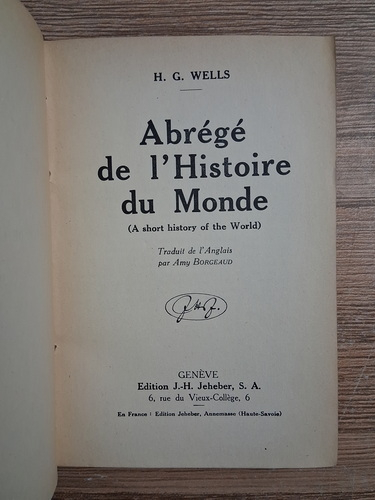 H. G. WELLS
Abrégé
de l'Histoire
du Monde
(A short history of the World)
Traduit de l'Anglais
par Amy BORGEAUD
J.H.J.
GENÈVE
Edition J.-H. Jeheber, S. A.
6, rue du Vieux-Collège, 6
En France : Edition Jeheber, Annemasse (Haute-Savoie)